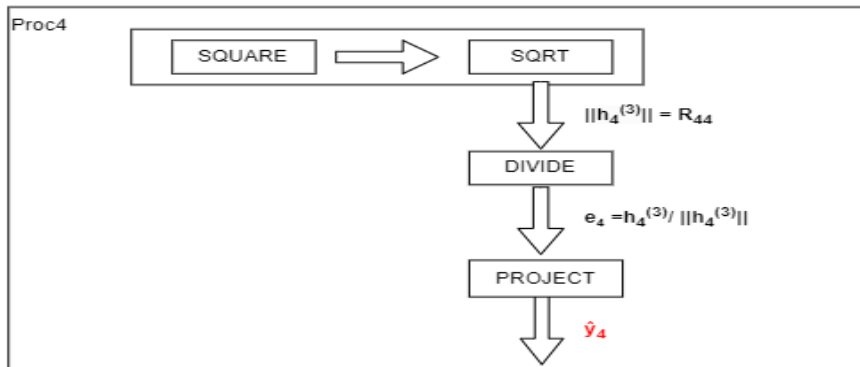 Proc4
SQUARE SQRT
||h₄⁽³⁾|| = R₄₄
DIVIDE
e₄ =h₄⁽³⁾/ ||h₄⁽³⁾||
PROJECT
ŷ₄